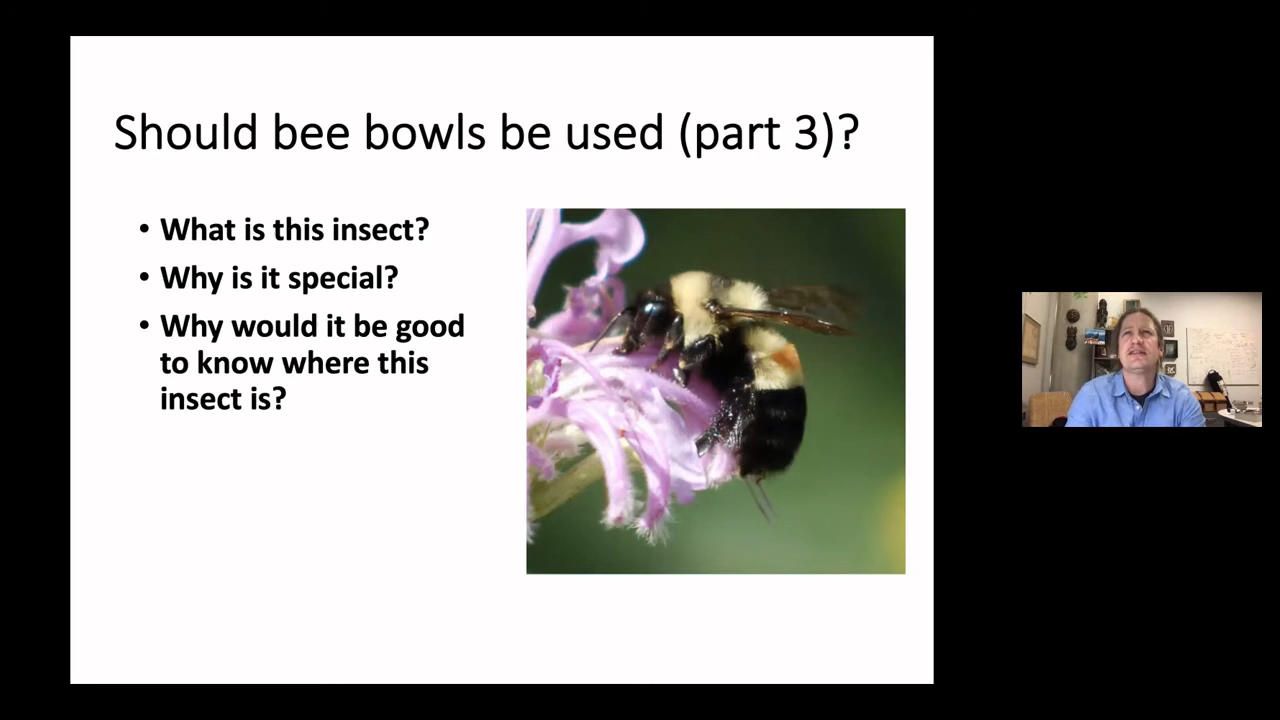 Should bee bowls be used (part 3)?
• What is this insect?
• Why is it special?
• Why would it be good
to know where this
insect is?